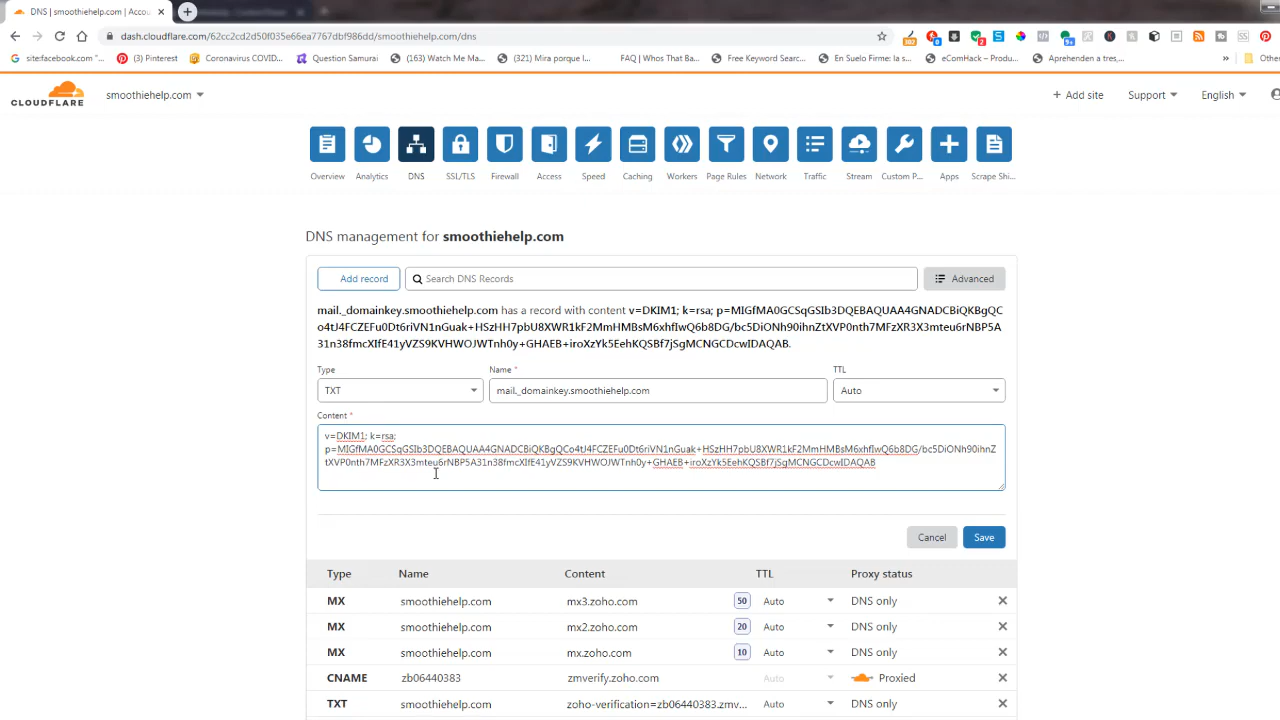 DNS | smoothiehelp.com | Accou
dash.cloudflare.com/62cc2cd2d50f035e66ea7767dbf986dd/smoothiehelp.com/dns
site:facebook.com "...
(3) Pinterest
Coronavirus COVID...
Question Samurai
(163) Watch Me Ma...
(321) Mira porque l...
FAQ | Whos That Ba...
Free Keyword Searc...
En Suelo Firme: la s...
eComHack – Produ...
Aprehenden a tres,...
Other
CLOUDFLARE
smoothiehelp.com
+ Add site
Support
English
Overview
Analytics
DNS
SSL/TLS
Firewall
Access
Speed
Caching
Workers
Page Rules
Network
Traffic
Stream
Custom P...
Apps
Scrape Shi...
DNS management for smoothiehelp.com
Add record
Search DNS Records
Advanced
mail._domainkey.smoothiehelp.com has a record with content v=DKIM1; k=rsa; p=MIGfMA0GCSqGSIb3DQEBAQUAA4GNADCBiQKBgQC
o4tJ4FCZEFu0Dt6riVN1nGuak+HSzHH7pbU8XWR1kF2MmHMBsM6xhfIwQ6b8DG/bc5DiONh90ihnZtXVP0nth7MFzXR3X3mteu6rNBP5A
31n38fmcXIfE41yVZS9KVHWOJWTnh0y+GHAEB+iroXzYk5EehKQSBf7jSgMCNGCDcwIDAQAB.
Type
Name *
TTL
TXT
mail._domainkey.smoothiehelp.com
Auto
Content *
v=DKIM1; k=rsa;
p=MIGfMA0GCSqGSIb3DQEBAQUAA4GNADCBiQKBgQCo4tJ4FCZEFu0Dt6riVN1nGuak+HSzHH7pbU8XWR1kF2MmHMBsM6xhfIwQ6b8DG/bc5DiONh90ihnZ
tXVP0nth7MFzXR3X3mteu6rNBP5A31n38fmcXIfE41yVZS9KVHWOJWTnh0y+GHAEB+iroXzYk5EehKQSBf7jSgMCNGCDcwIDAQAB
Cancel
Save
Type Name Content TTL Proxy status
MX smoothiehelp.com mx3.zoho.com 50 Auto DNS only
MX smoothiehelp.com mx2.zoho.com 20 Auto DNS only
MX smoothiehelp.com mx.zoho.com 10 Auto DNS only
CNAME zb06440383 zmverify.zoho.com Auto Proxied
TXT smoothiehelp.com zoho-verification=zb06440383.zmv... Auto DNS only